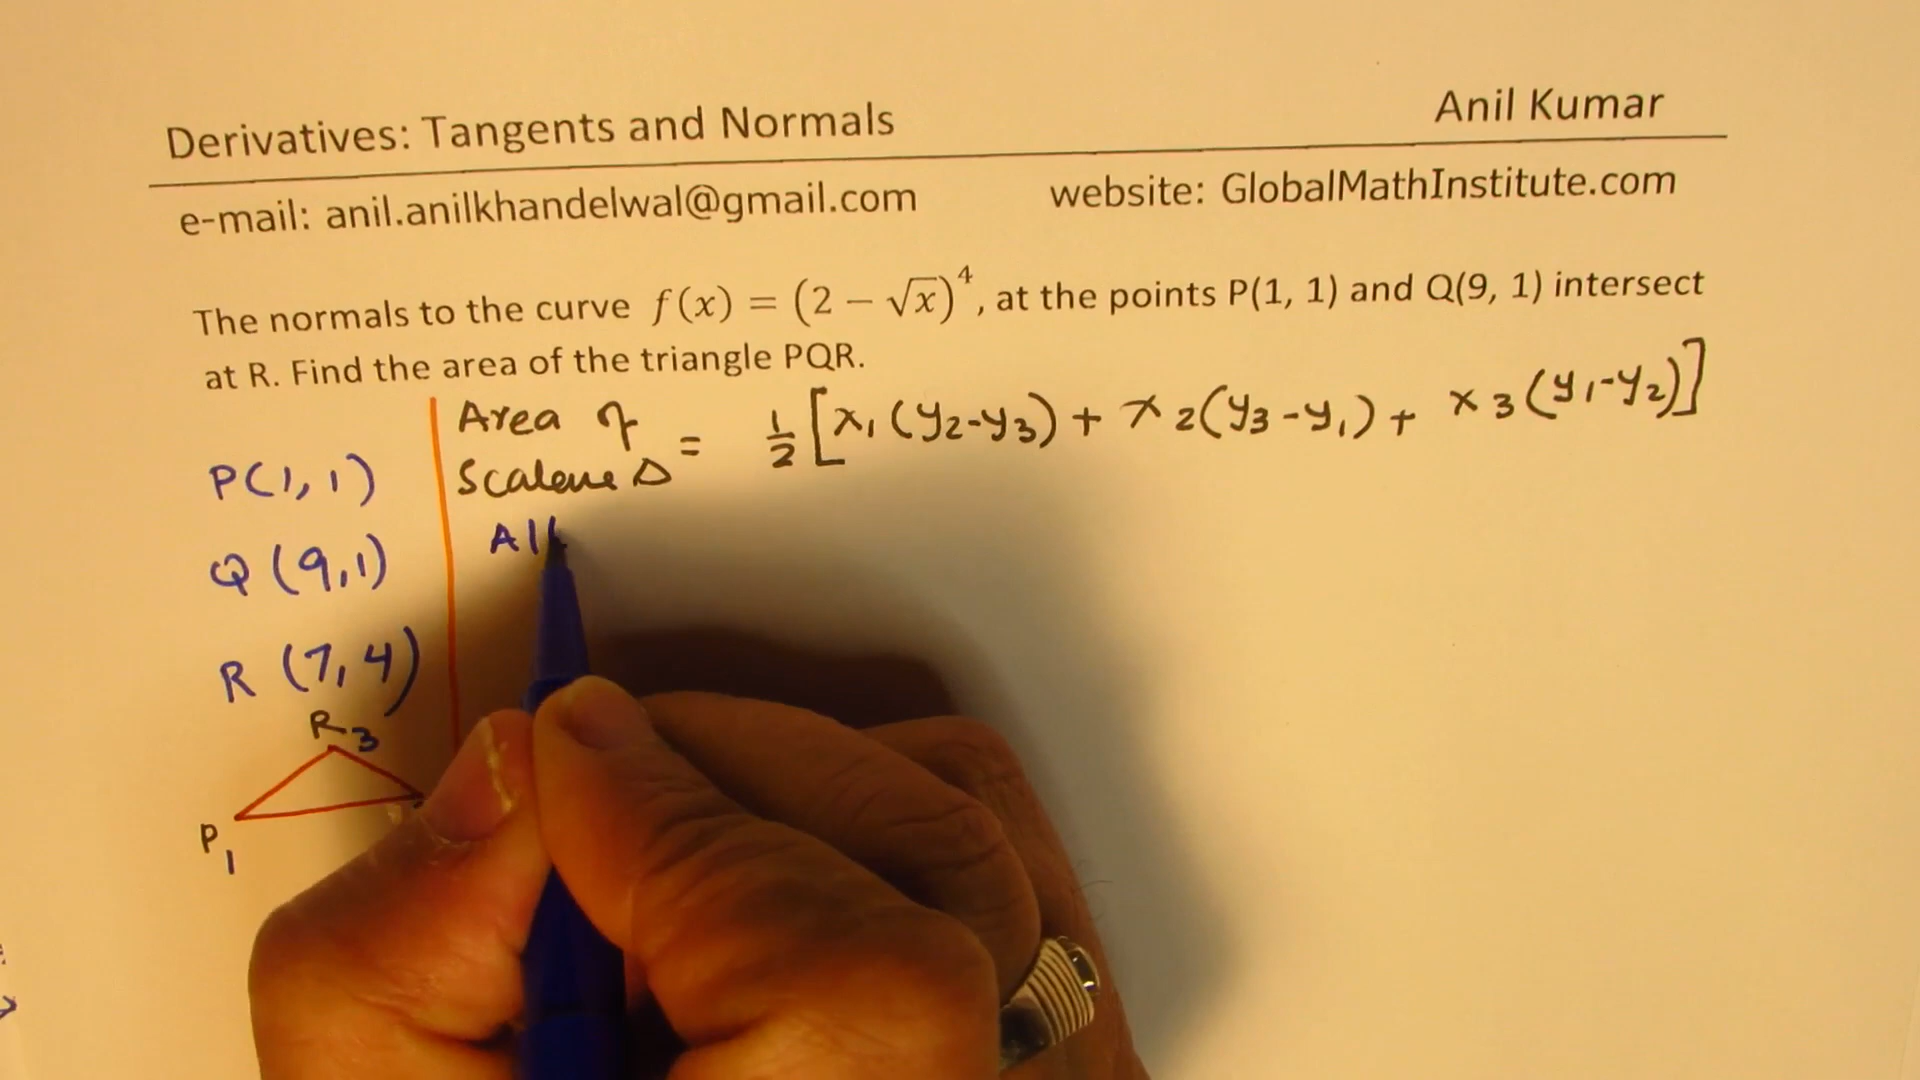 Derivatives: Tangents and Normals Anil Kumar
e-mail: anil.anilkhandelwal@gmail.com website: GlobalMathInstitute.com
The normals to the curve f(x) = (2 − √x)⁴, at the points P(1, 1) and Q(9, 1) intersect
at R. Find the area of the triangle PQR.
Area of
Scalene Δ = 1/2 [x₁(y₂-y₃) + x₂(y₃-y₁) + x₃(y₁-y₂)]
P(1, 1)
Q(9, 1)
R(7, 4)
R 3
P 1